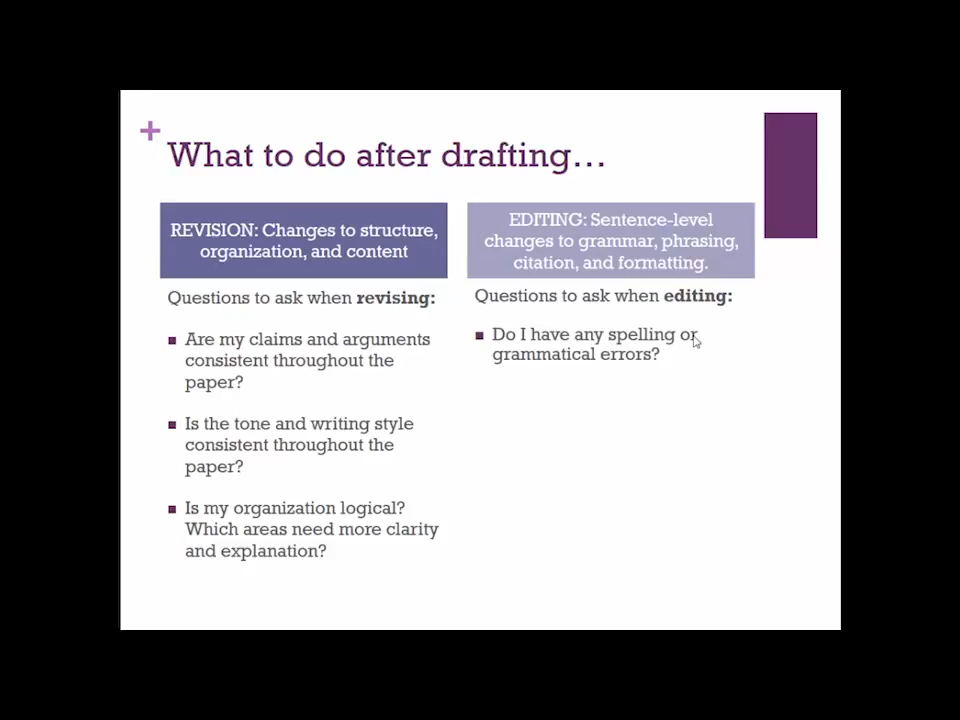 +
What to do after drafting…
REVISION: Changes to structure,
organization, and content
Questions to ask when revising:
Are my claims and arguments
consistent throughout the
paper?
Is the tone and writing style
consistent throughout the
paper?
Is my organization logical?
Which areas need more clarity
and explanation?
EDITING: Sentence-level
changes to grammar, phrasing,
citation, and formatting.
Questions to ask when editing:
Do I have any spelling or
grammatical errors?